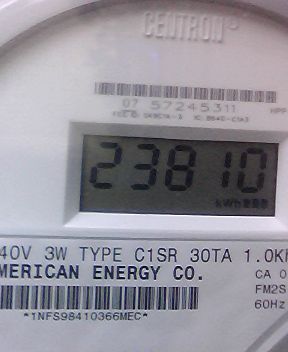 CENTRON
07 57245311
23810
kWh
40V 3W TYPE C1SR 30TA 1.0K
MERICAN ENERGY CO.
CA 0
FM2S
60Hz
*1NFS98410366MEC*